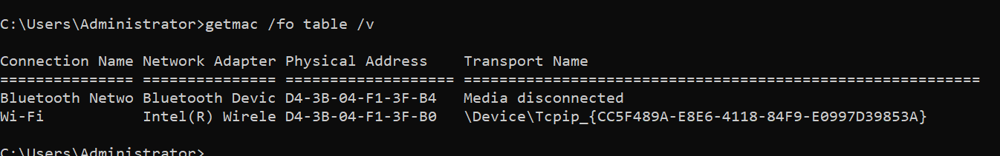 C:\Users\Administrator>getmac /fo table /v
Connection Name Network Adapter Physical Address    Transport Name
=============== =============== =================== ==========================================================
Bluetooth Netwo Bluetooth Devic D4-3B-04-F1-3F-B4   Media disconnected
Wi-Fi           Intel(R) Wirele D4-3B-04-F1-3F-B0   \Device\Tcpip_{CC5F489A-E8E6-4118-84F9-E0997D39853A}
C:\Users\Administrator>